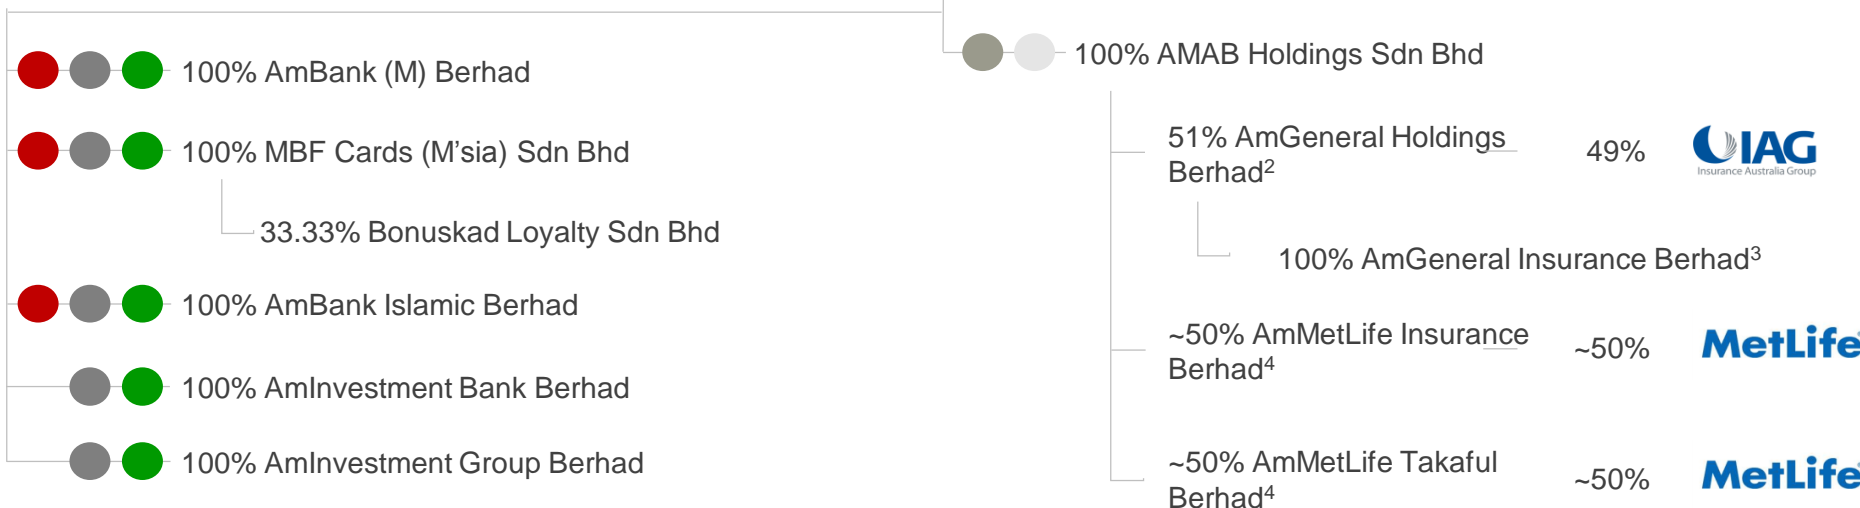 100% AmBank (M) Berhad
100% MBF Cards (M'sia) Sdn Bhd
33.33% Bonuskad Loyalty Sdn Bhd
100% AmBank Islamic Berhad
100% AmInvestment Bank Berhad
100% AmInvestment Group Berhad
100% AMAB Holdings Sdn Bhd
51% AmGeneral Holdings
Berhad²
49%
IAG
Insurance Australia Group
100% AmGeneral Insurance Berhad³
~50% AmMetLife Insurance
Berhad⁴
~50%
MetLife
~50% AmMetLife Takaful
Berhad⁴
~50%
MetLife